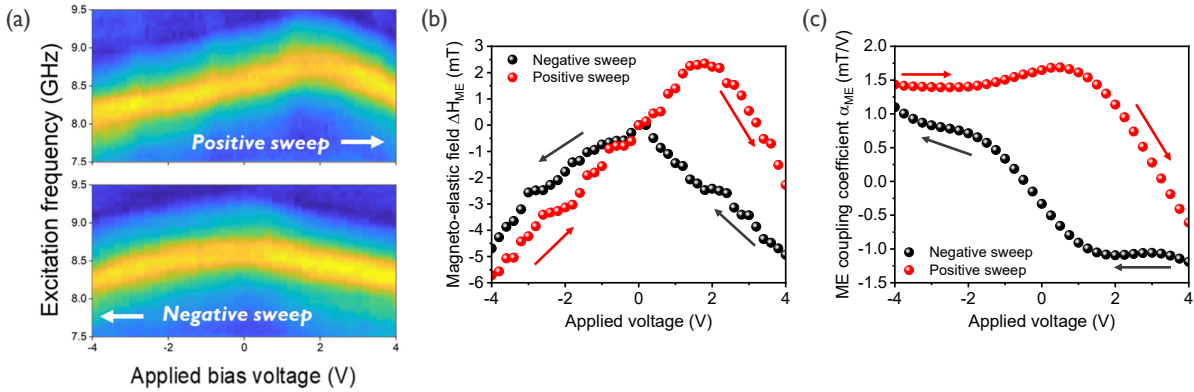 (a)
Excitation frequency (GHz)
9.5
9.0
8.5
8.0
7.5
Positive sweep
9.5
9.0
8.5
8.0
7.5
Negative sweep
-4 -2 0 2 4
Applied bias voltage (V)
(b)
Magneto-elastic field ΔH_ME (mT)
3
2
1
0
-1
-2
-3
-4
-5
-6
Negative sweep
Positive sweep
-4 -2 0 2 4
Applied voltage (V)
(c)
ME coupling coefficient α_ME (mT/V)
2.0
1.5
1.0
0.5
0.0
-0.5
-1.0
-1.5
Negative sweep
Positive sweep
-4 -2 0 2 4
Applied voltage (V)